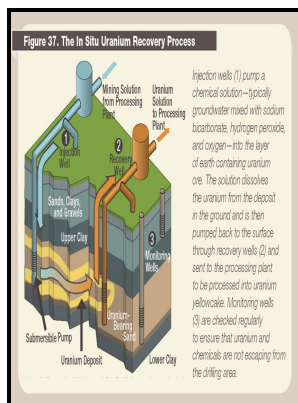 Figure 37. The In Situ Uranium Recovery Process
Mining Solution
from Processing
Plant
Uranium
Solution
to Processing
Plant
1
Injection
Well
2
Recovery
Well
Sands, Clays,
and Gravels
Upper Clay
3
Monitoring
Wells
Uranium-
Bearing
Sand
Submersible Pump
Uranium Deposit
Lower Clay
Injection wells (1) pump a
chemical solution—typically
groundwater mixed with sodium
bicarbonate, hydrogen peroxide,
and oxygen—into the layer
of earth containing uranium
ore. The solution dissolves
the uranium from the deposit
in the ground and is then
pumped back to the surface
through recovery wells (2) and
sent to the processing plant
to be processed into uranium
yellowcake. Monitoring wells
(3) are checked regularly
to ensure that uranium and
chemicals are not escaping from
the drilling area.